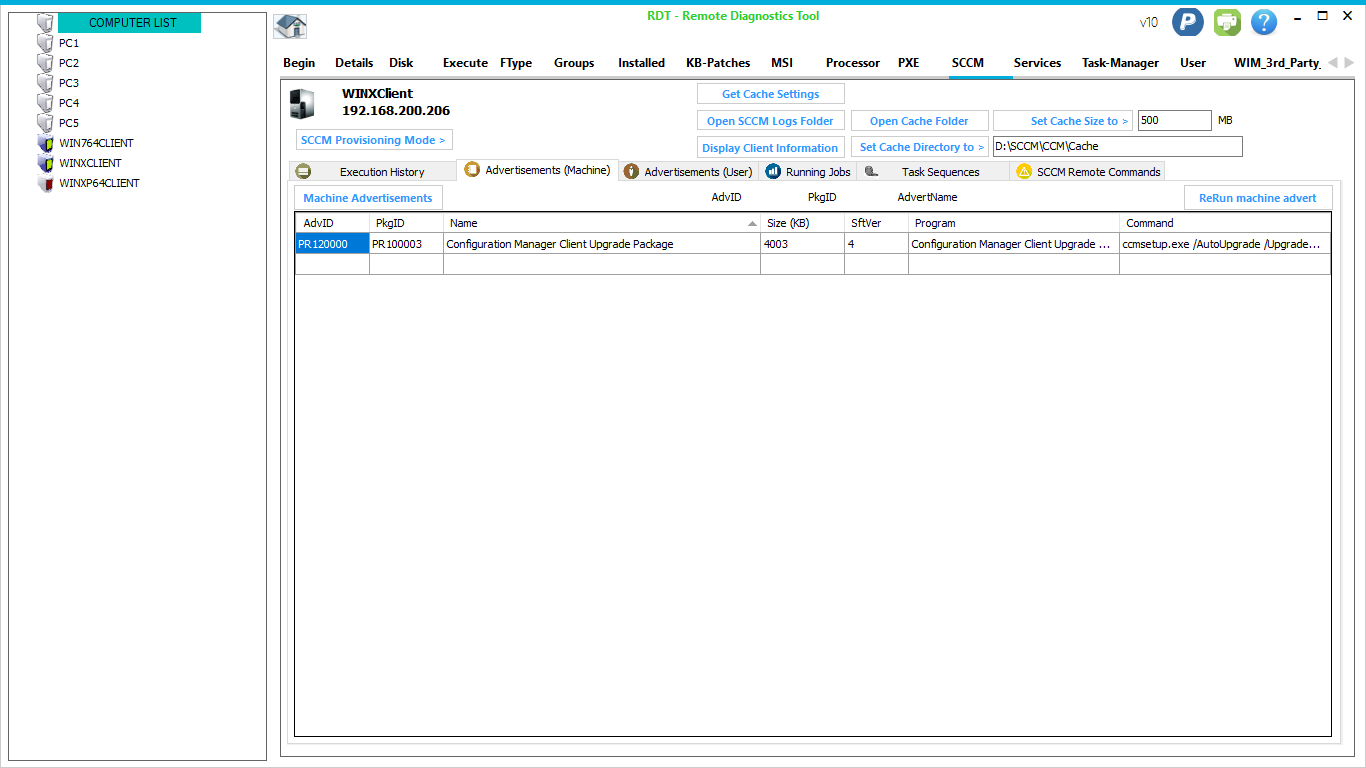 COMPUTER LIST
PC1
PC2
PC3
PC4
PC5
WIN764CLIENT
WINXCLIENT
WINXP64CLIENT
RDT - Remote Diagnostics Tool
v10
Begin Details Disk Execute FType Groups Installed KB-Patches MSI Processor PXE SCCM Services Task-Manager User WIM_3rd_Party_
WINXClient
192.168.200.206
SCCM Provisioning Mode >
Get Cache Settings
Open SCCM Logs Folder Open Cache Folder Set Cache Size to > 500 MB
Display Client Information Set Cache Directory to > D:\SCCM\CCM\Cache
Execution History Advertisements (Machine) Advertisements (User) Running Jobs Task Sequences SCCM Remote Commands
Machine Advertisements AdvID PkgID AdvertName ReRun machine advert
AdvID PkgID Name Size (KB) SftVer Program Command
PR120000 PR100003 Configuration Manager Client Upgrade Package 4003 4 Configuration Manager Client Upgrade ... ccmsetup.exe /AutoUpgrade /Upgrade...